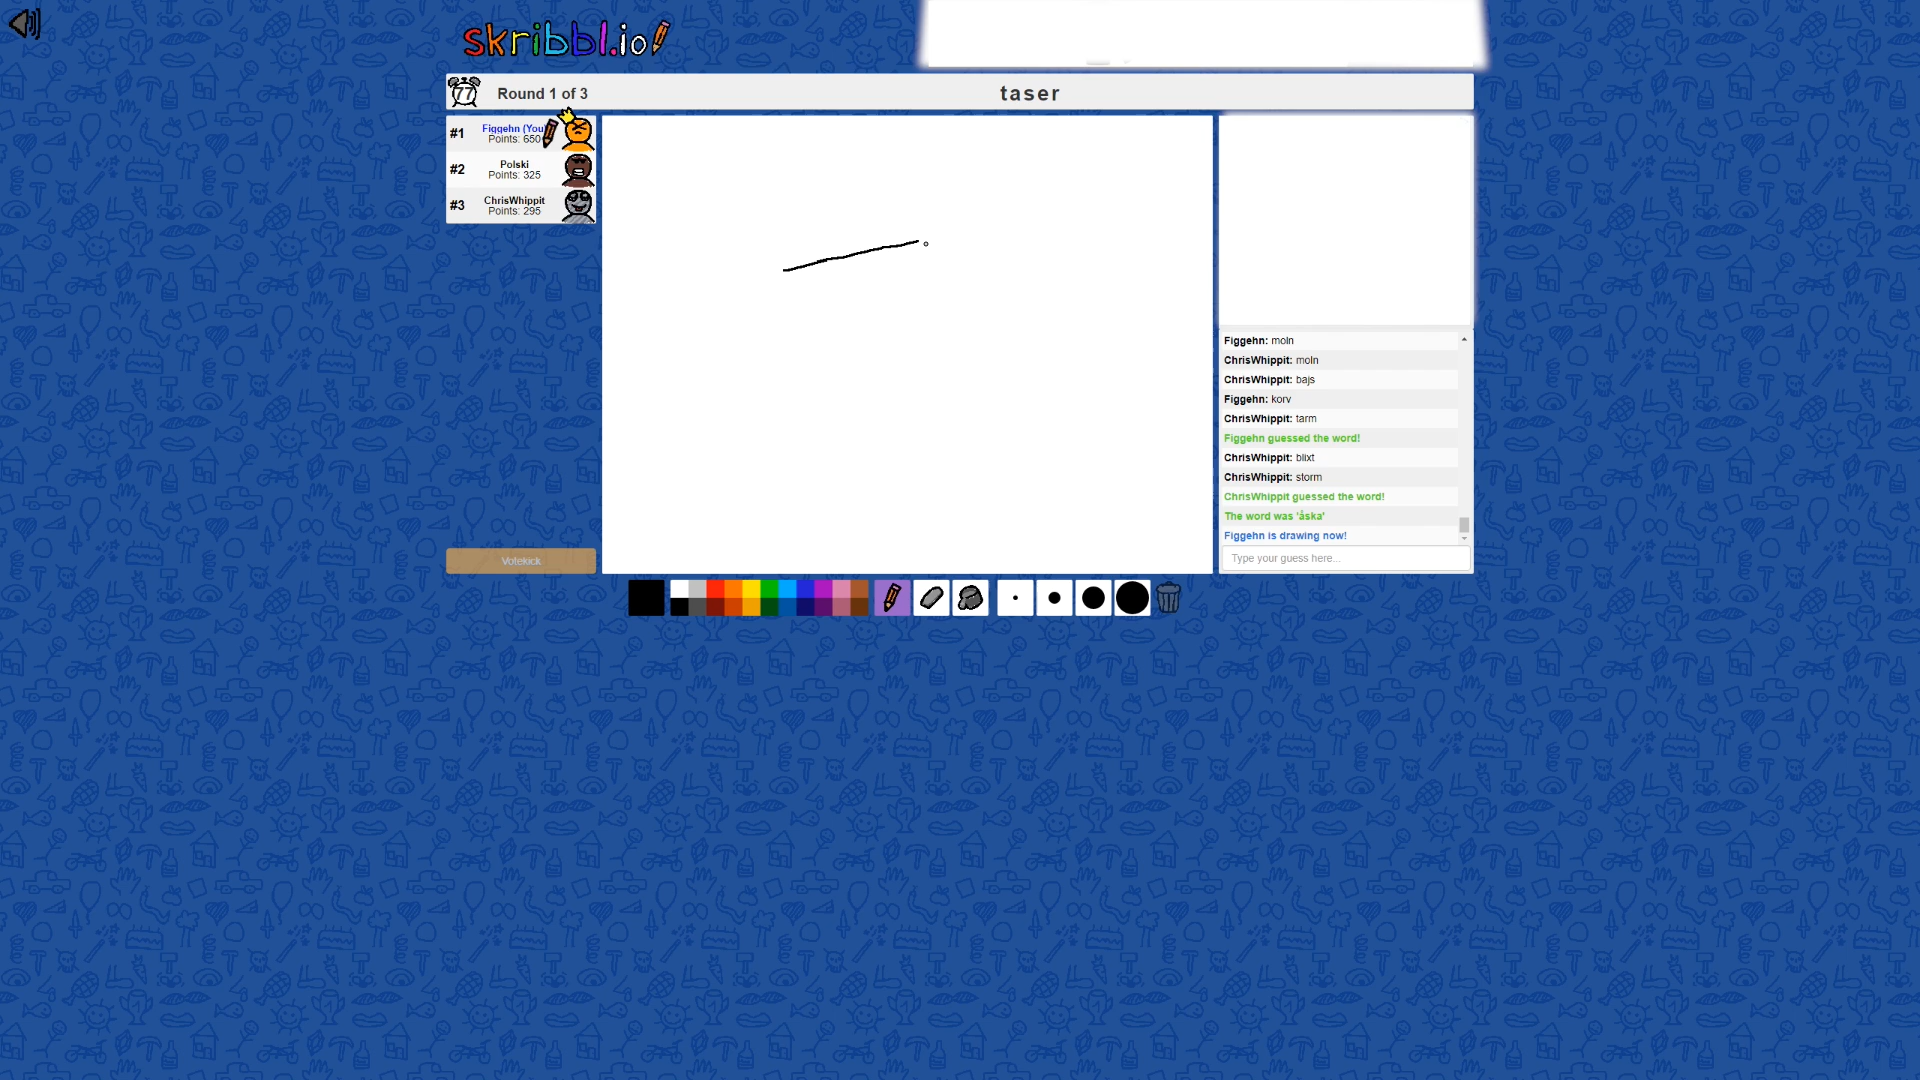 skribbl.io
77
Round 1 of 3
taser
#1
Figgehn (You
Points: 650
#2
Polski
Points: 325
#3
ChrisWhippit
Points: 295
Votekick
Figgehn: moln
ChrisWhippit: moln
ChrisWhippit: bajs
Figgehn: korv
ChrisWhippit: tarm
Figgehn guessed the word!
ChrisWhippit: blixt
ChrisWhippit: storm
ChrisWhippit guessed the word!
The word was 'åska'
Figgehn is drawing now!
Type your guess here...